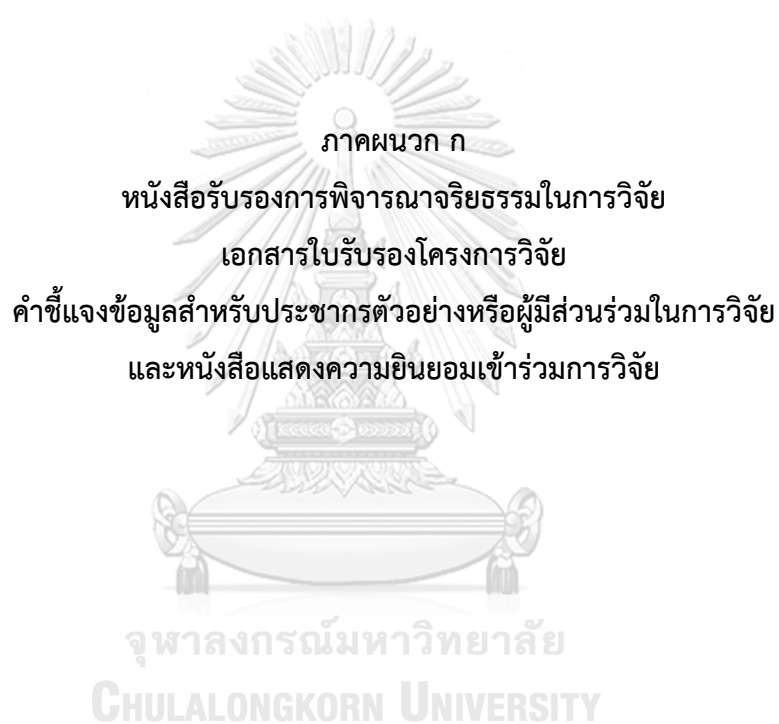 ภาคผนวก ก
หนังสือรับรองการพิจารณาจริยธรรมในการวิจัย
เอกสารใบรับรองโครงการวิจัย
คำชี้แจงข้อมูลสำหรับประชากรตัวอย่างหรือผู้มีส่วนร่วมในการวิจัย
และหนังสือแสดงความยินยอมเข้าร่วมการวิจัย
จุฬาลงกรณ์มหาวิทยาลัย
CHULALONGKORN UNIVERSITY